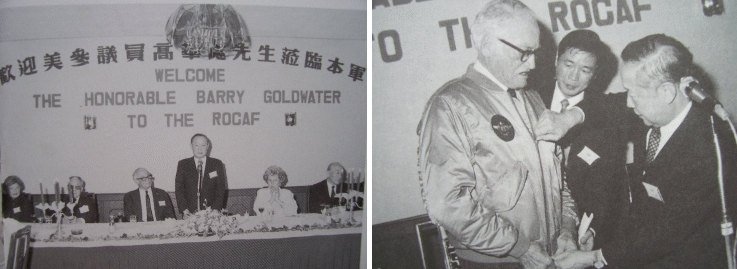 歡迎美參議員高華德先生蒞臨本軍
WELCOME
THE HONORABLE BARRY GOLDWATER
TO THE ROCAF
TO ROCAF